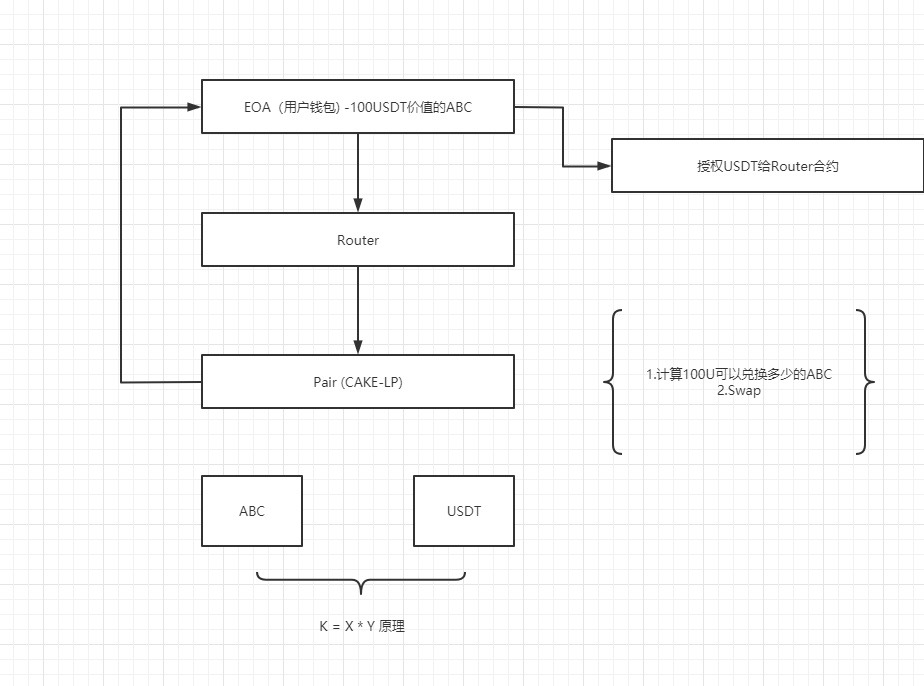 EOA（用户钱包) -100USDT价值的ABC
授权USDT给Router合约
Router
Pair (CAKE-LP)
1.计算100U可以兑换多少的ABC
2.Swap
ABC
USDT
K = X * Y 原理